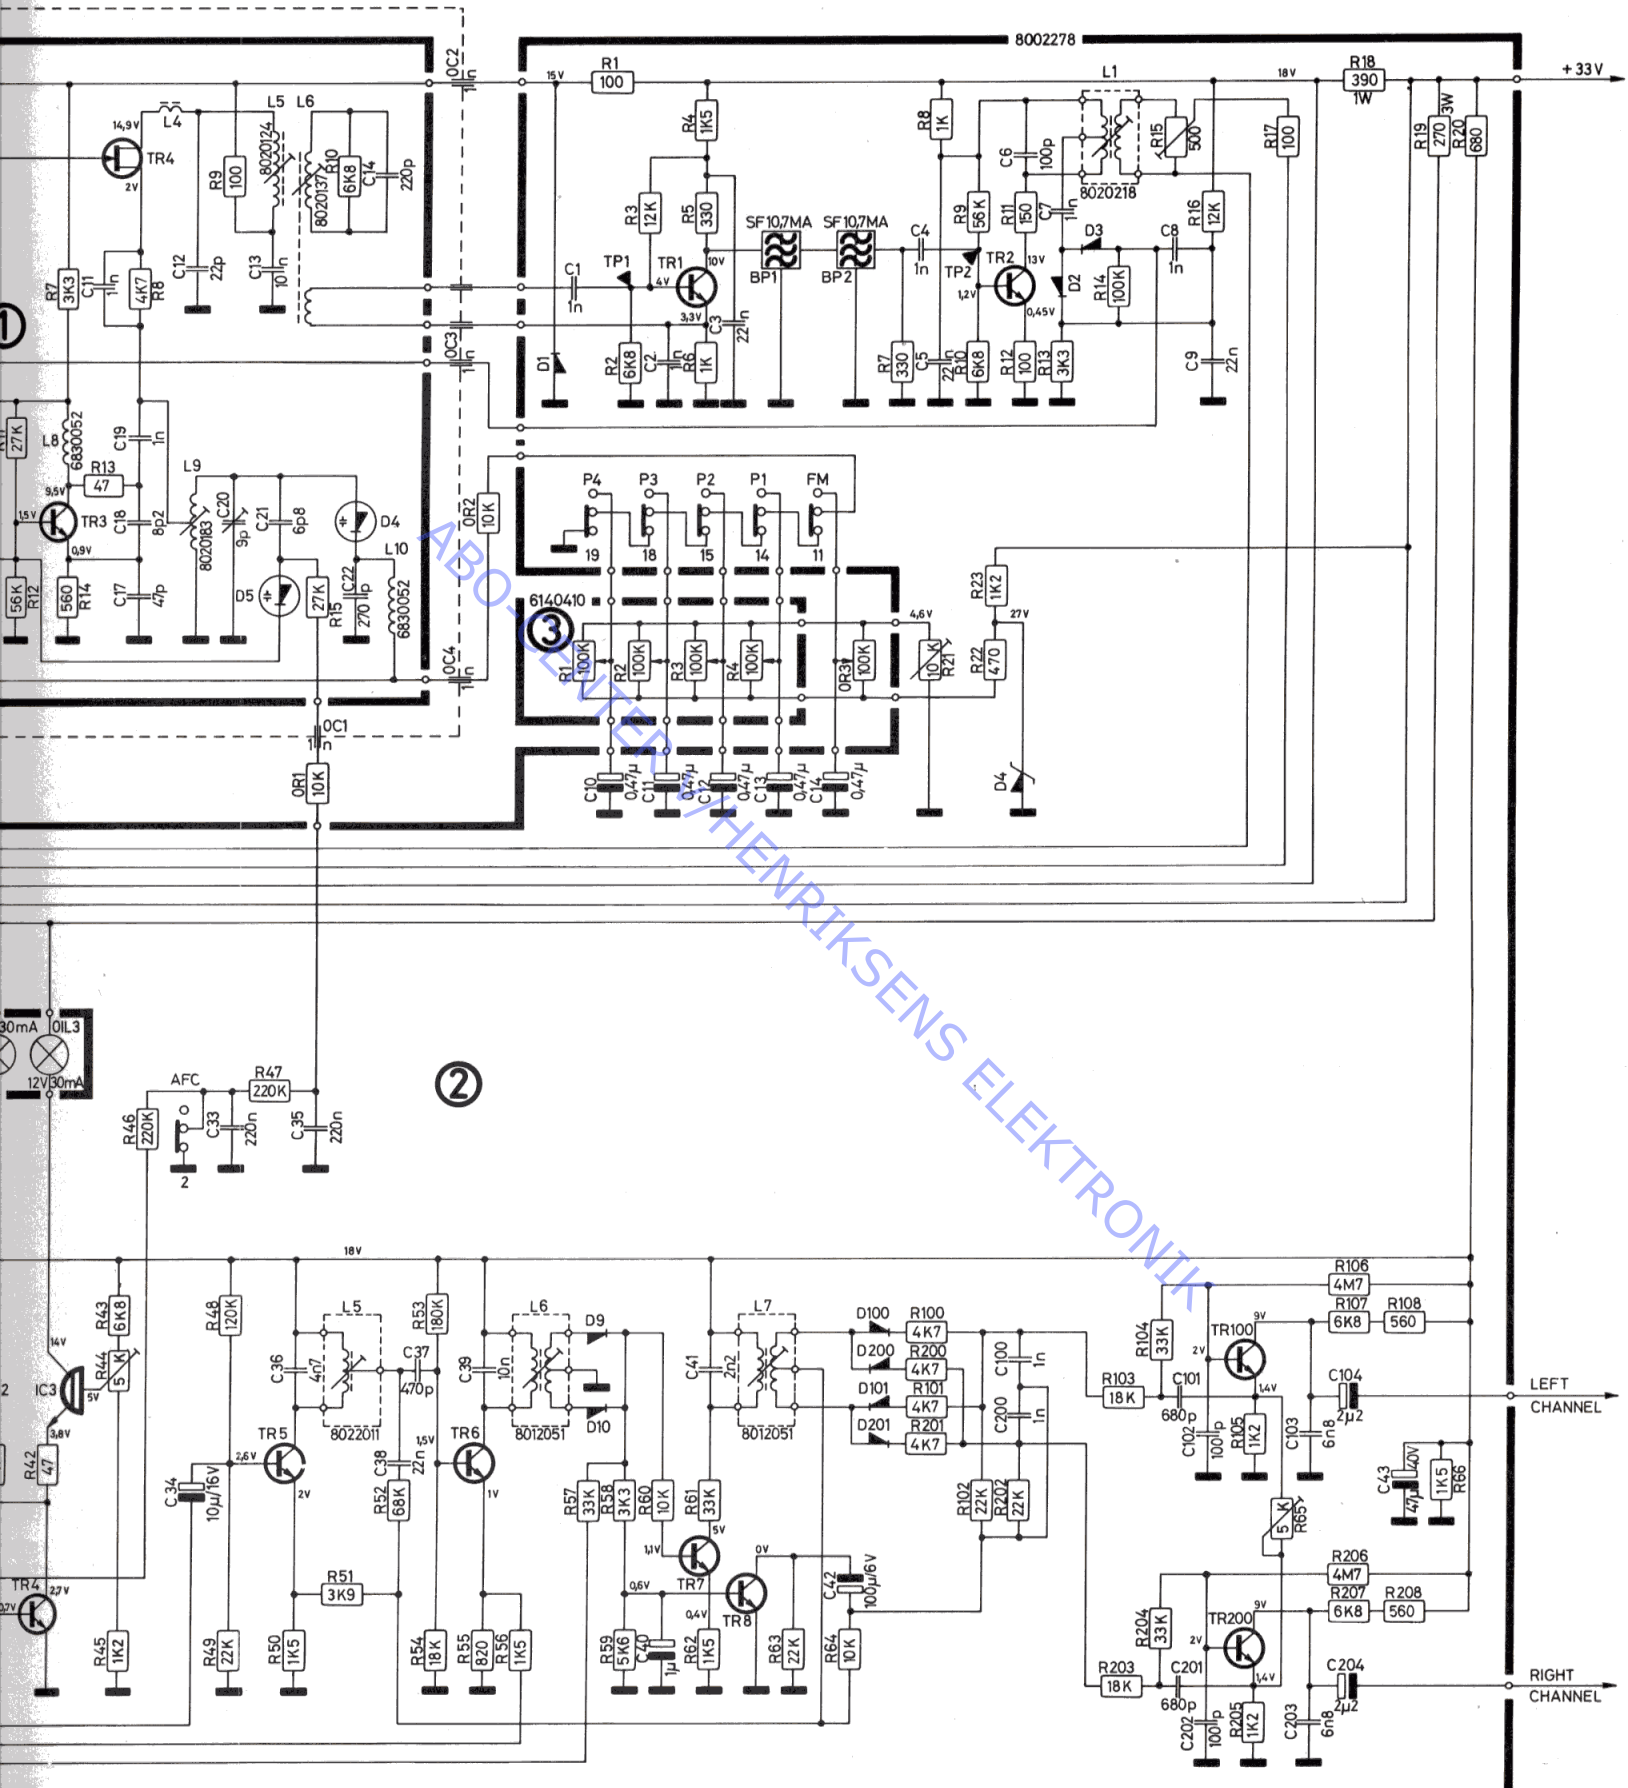 8002278
+ 33V
0C2
1n
15V
R1
100
18V
R18
390
1W
L1
8020218
R4
1K5
R8
1K
C6
100p
R15
500
R17
100
R19
270
3W
R20
680
14,9V
L4
L5
L6
TR4
2V
R9
100
8020124
8020137
R10
6K8
C14
220p
R3
12K
R5
330
SF10,7MA
SF10,7MA
BP1
BP2
C4
1n
R9
56K
R11
150
C7
1n
R16
12K
D3
C8
1n
TP1
C1
1n
TR1
4V
10V
3,3V
TP2
TR2
13V
1,2V
0,45V
D2
R14
100K
R7
3K3
C11
1n
4K7
R8
C12
22p
C13
10n
C3
22n
0C3
1n
D1
R2
6K8
C2
1n
R6
1K
R7
330
C5
22n
R10
6K8
R12
100
R13
3K3
C9
22n
1
27K
L8
6830052
C19
1n
R13
47
9,5V
1,5V
TR3
0,9V
C18
8p2
L9
8020183
C20
9p
C21
6p8
D4
L10
6830052
0R2
10K
56K
R12
560
R14
C17
47p
D5
27K
R15
C22
270p
0C4
1n
P4
P3
P2
P1
FM
19
18
15
14
11
6140410
3
R1
100K
R2
100K
R3
100K
R4
100K
0R3
100K
4,6V
10K
R21
R23
1K2
27V
R22
470
D4
0C1
1n
0R1
10K
C10
0,47µ
C11
0,47µ
C12
0,47µ
C13
0,47µ
C14
0,47µ
ABO-CENTER v/HENRIKSENS ELEKTRONIK
30mA
0IL3
12V
30mA
2
AFC
R47
220K
R46
220K
C33
220n
C35
220n
2
18V
R43
6K8
R44
5K
14V
IC3
5V
3,8V
R42
47
R45
1K2
TR4
2,7V
0,7V
R48
120K
C34
10µ/16V
R49
22K
2,6V
TR5
2V
C36
4n7
L5
8022011
R50
1K5
R51
3K9
R53
180K
C37
470p
C38
22n
R52
68K
1,5V
TR6
1V
C39
10n
L6
8012051
D9
D10
R54
18K
R55
820
R56
1K5
R57
33K
R58
3K3
R60
10K
R61
33K
C41
2n2
L7
8012051
5V
1,1V
TR7
0V
0,6V
0,4V
TR8
R59
5K6
C40
1µ
R62
1K5
R63
22K
R64
10K
C42
100µ/6V
D100
R100
4K7
D200
R200
4K7
D101
R101
4K7
D201
R201
4K7
C100
1n
C200
1n
R102
22K
R202
22K
R103
18K
R104
33K
C101
680p
C102
100p
R105
1K2
TR100
2V
9V
1,4V
R106
4M7
R107
6K8
R108
560
C103
6n8
C104
2µ2
LEFT
CHANNEL
C43
47µ
40V
1K5
R66
5K
R65
R203
18K
R204
33K
C201
680p
C202
100p
R205
1K2
TR200
2V
9V
1,4V
R206
4M7
R207
6K8
R208
560
C203
6n8
C204
2µ2
RIGHT
CHANNEL